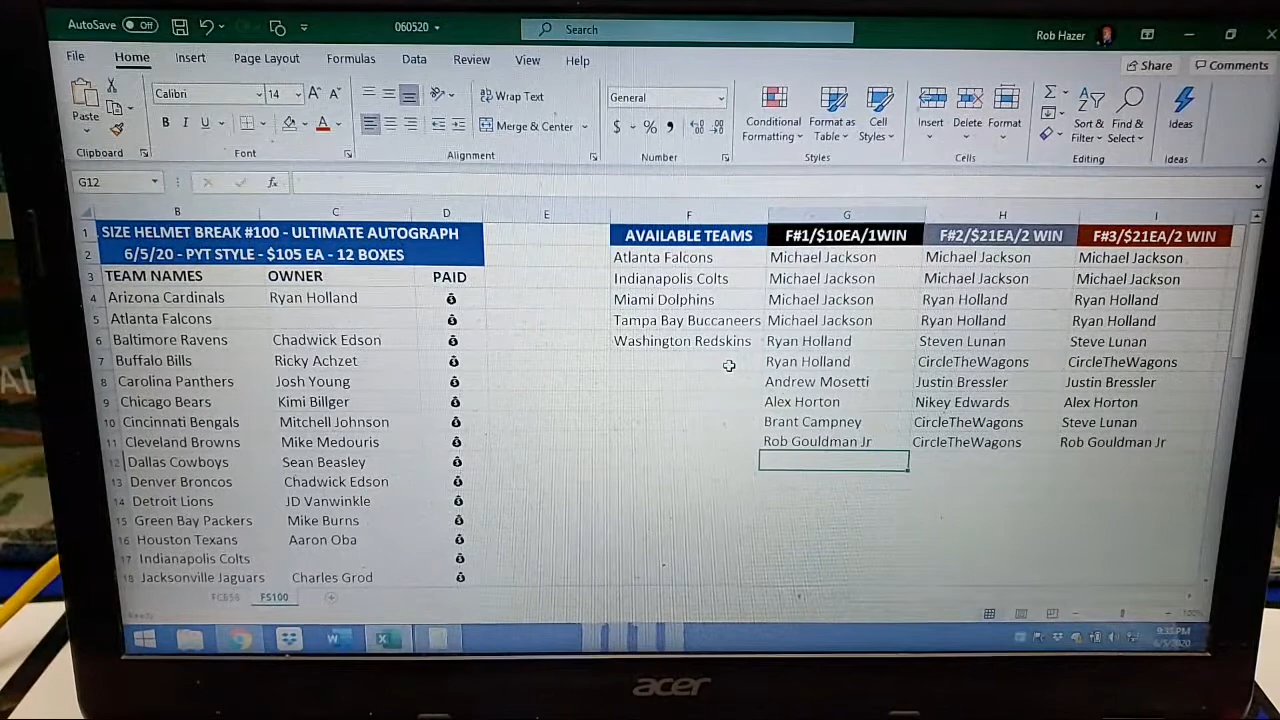 AutoSave Off
060520
Search
Rob Hazer
File Home Insert Page Layout Formulas Data Review View Help
Share Comments
Paste
Calibri 14
B I U
Wrap Text
Merge & Center
General
$ % ,
Conditional Formatting
Format as Table
Cell Styles
Insert Delete Format
Sort & Filter
Find & Select
Ideas
Clipboard Font Alignment Number Styles Cells Editing Ideas
G12 fx
B C D E F G H I
1 SIZE HELMET BREAK #100 - ULTIMATE AUTOGRAPH AVAILABLE TEAMS F#1/$10EA/1WIN F#2/$21EA/2 WIN F#3/$21EA/2 WIN
2 6/5/20 - PYT STYLE - $105 EA - 12 BOXES Atlanta Falcons Michael Jackson Michael Jackson Michael Jackson
3 TEAM NAMES OWNER PAID Indianapolis Colts Michael Jackson Michael Jackson Michael Jackson
4 Arizona Cardinals Ryan Holland Miami Dolphins Michael Jackson Ryan Holland Ryan Holland
5 Atlanta Falcons Tampa Bay Buccaneers Michael Jackson Ryan Holland Ryan Holland
6 Baltimore Ravens Chadwick Edson Washington Redskins Ryan Holland Steven Lunan Steve Lunan
7 Buffalo Bills Ricky Achzet Ryan Holland CircleTheWagons CircleTheWagons
8 Carolina Panthers Josh Young Andrew Mosetti Justin Bressler Justin Bressler
9 Chicago Bears Kimi Billger Alex Horton Nikey Edwards Alex Horton
10 Cincinnati Bengals Mitchell Johnson Brant Campney CircleTheWagons Steve Lunan
11 Cleveland Browns Mike Medouris Rob Gouldman Jr CircleTheWagons Rob Gouldman Jr
12 Dallas Cowboys Sean Beasley
13 Denver Broncos Chadwick Edson
14 Detroit Lions JD Vanwinkle
15 Green Bay Packers Mike Burns
16 Houston Texans Aaron Oba
17 Indianapolis Colts
18 Jacksonville Jaguars Charles Grod
FS100
9:33 PM
6/5/2020
acer